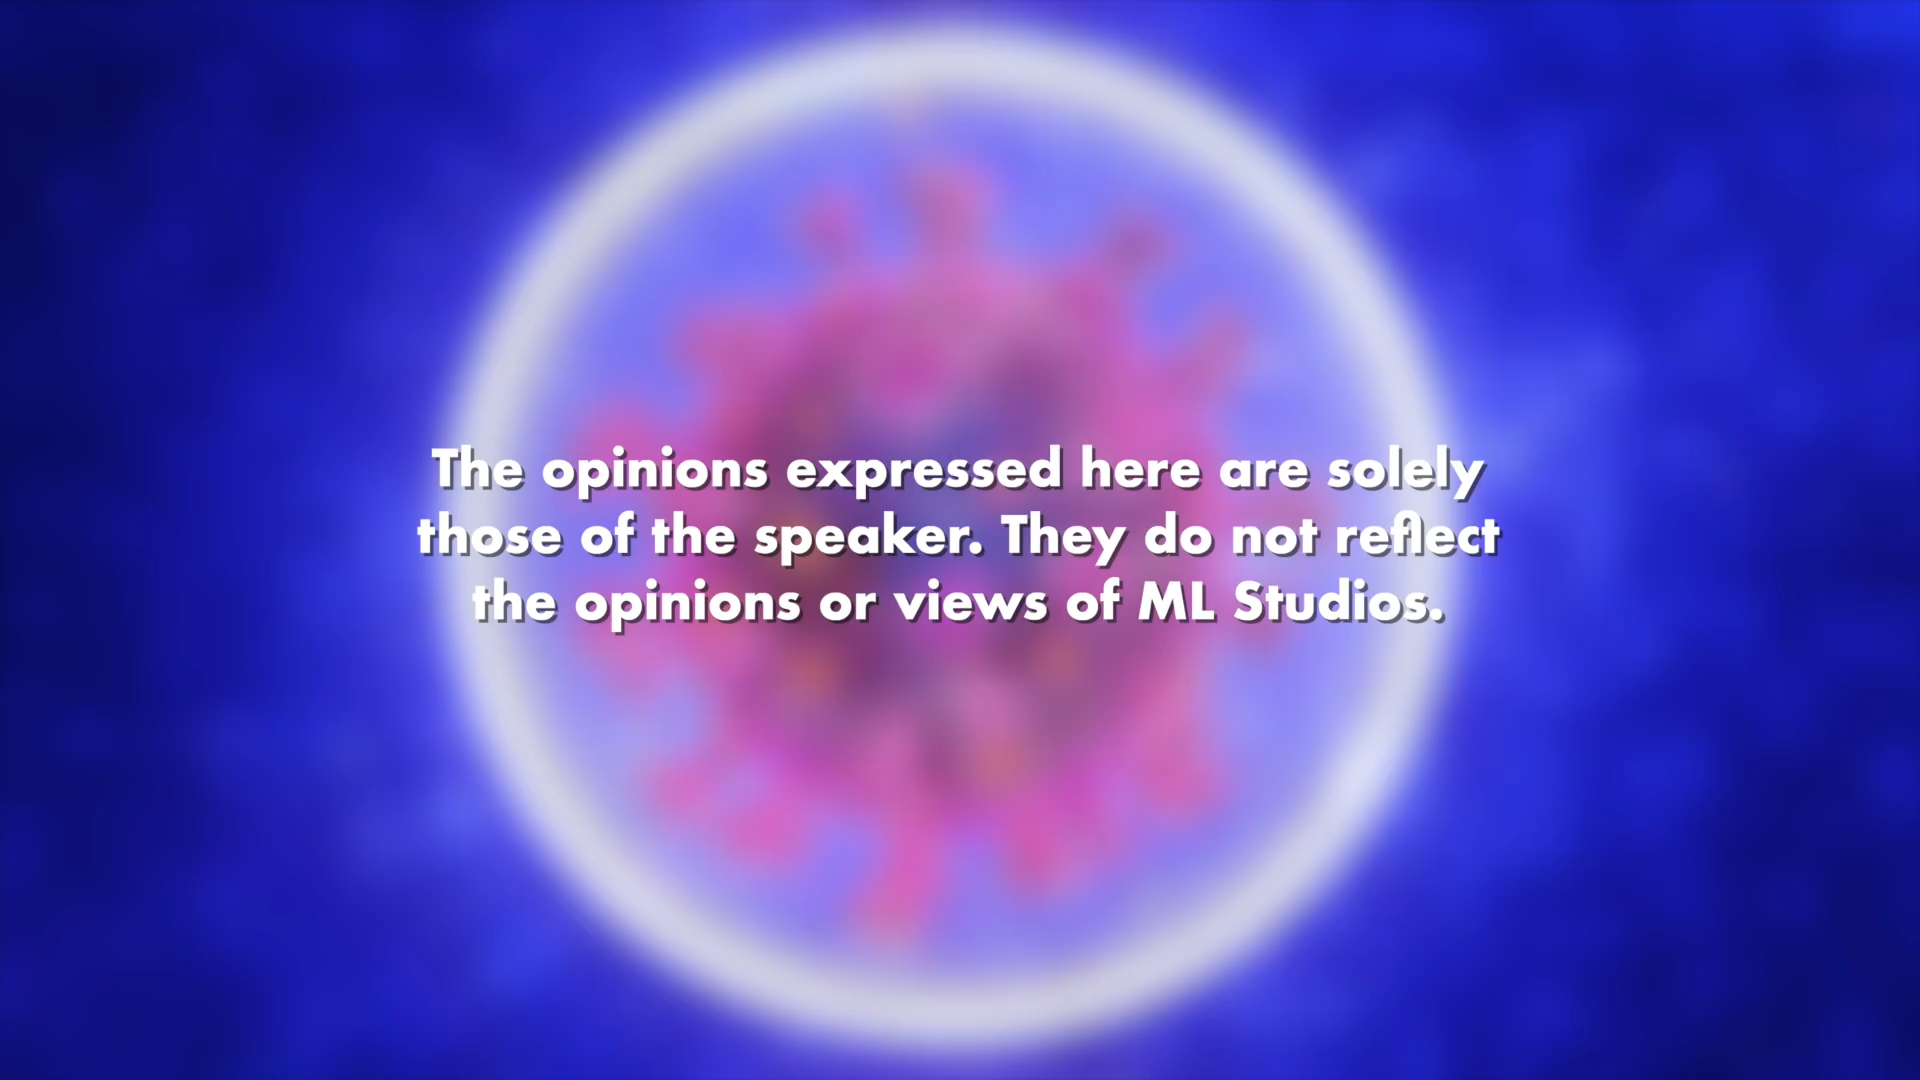 The opinions expressed here are solely
those of the speaker. They do not reflect
the opinions or views of ML Studios.